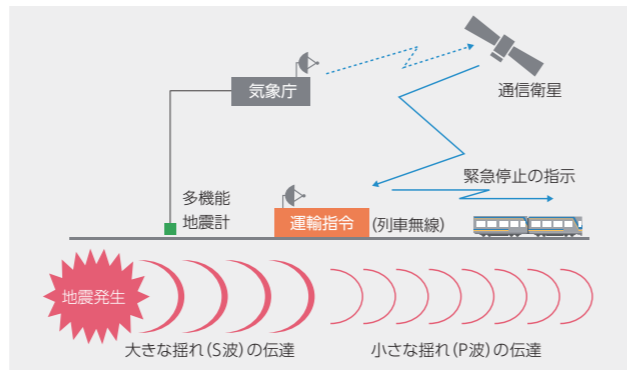 気象庁
通信衛星
緊急停止の指示
多機能
地震計
運輸指令
(列車無線)
地震発生
大きな揺れ(S波)の伝達
小さな揺れ(P波)の伝達